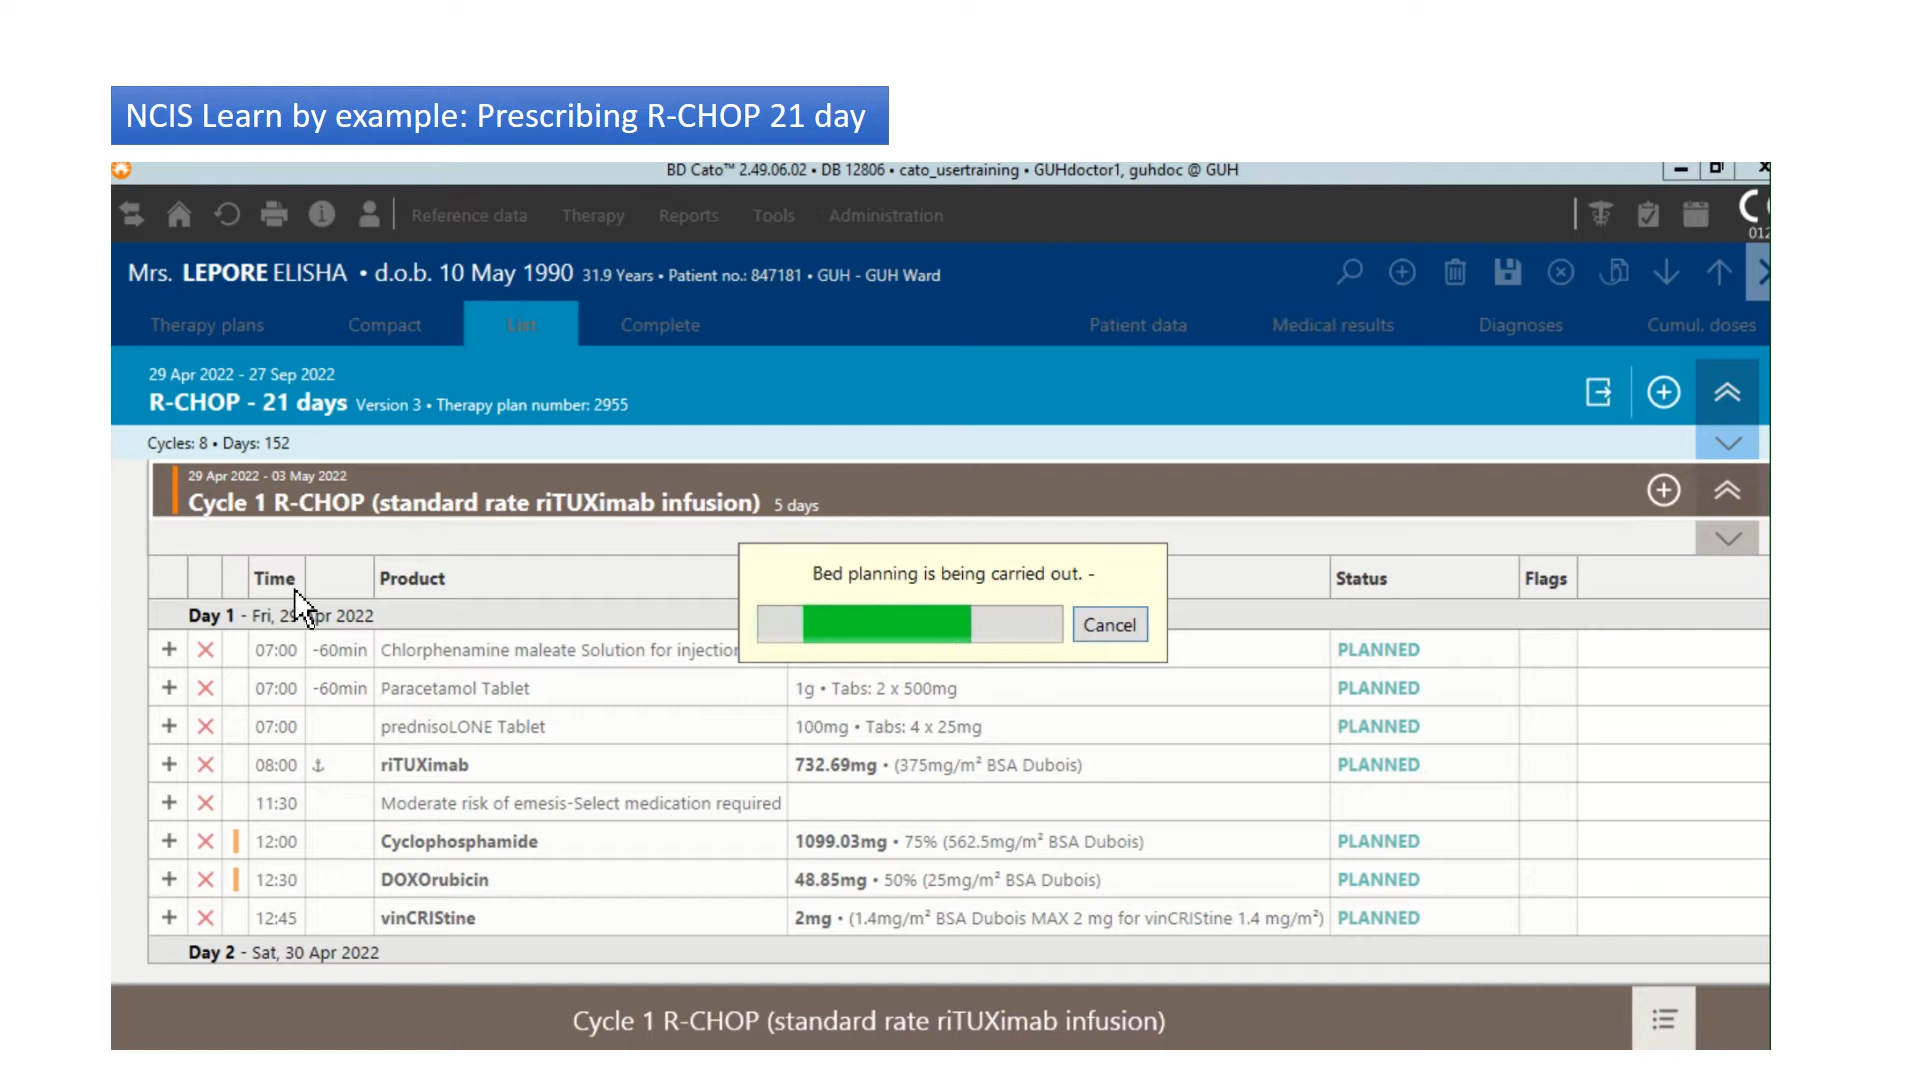 NCIS Learn by example: Prescribing R-CHOP 21 day
BD Cato™ 2.49.06.02 • DB 12806 • cato_usertraining • GUHdoctor1, guhdoc @ GUH
Reference data Therapy Reports Tools Administration
012
Mrs. LEPORE ELISHA • d.o.b. 10 May 1990 31.9 Years • Patient no.: 847181 • GUH - GUH Ward
Therapy plans Compact List Complete Patient data Medical results Diagnoses Cumul. doses
29 Apr 2022 - 27 Sep 2022
R-CHOP - 21 days Version 3 • Therapy plan number: 2955
Cycles: 8 • Days: 152
29 Apr 2022 - 03 May 2022
Cycle 1 R-CHOP (standard rate riTUXimab infusion) 5 days
Bed planning is being carried out. -
Cancel
Time Product Status Flags
Day 1 - Fri, 29 Apr 2022
07:00 -60min Chlorphenamine maleate Solution for injection PLANNED
07:00 -60min Paracetamol Tablet 1g • Tabs: 2 x 500mg PLANNED
07:00 prednisoLONE Tablet 100mg • Tabs: 4 x 25mg PLANNED
08:00 riTUXimab 732.69mg • (375mg/m² BSA Dubois) PLANNED
11:30 Moderate risk of emesis-Select medication required
12:00 Cyclophosphamide 1099.03mg • 75% (562.5mg/m² BSA Dubois) PLANNED
12:30 DOXOrubicin 48.85mg • 50% (25mg/m² BSA Dubois) PLANNED
12:45 vinCRIStine 2mg • (1.4mg/m² BSA Dubois MAX 2 mg for vinCRIStine 1.4 mg/m²) PLANNED
Day 2 - Sat, 30 Apr 2022
Cycle 1 R-CHOP (standard rate riTUXimab infusion)